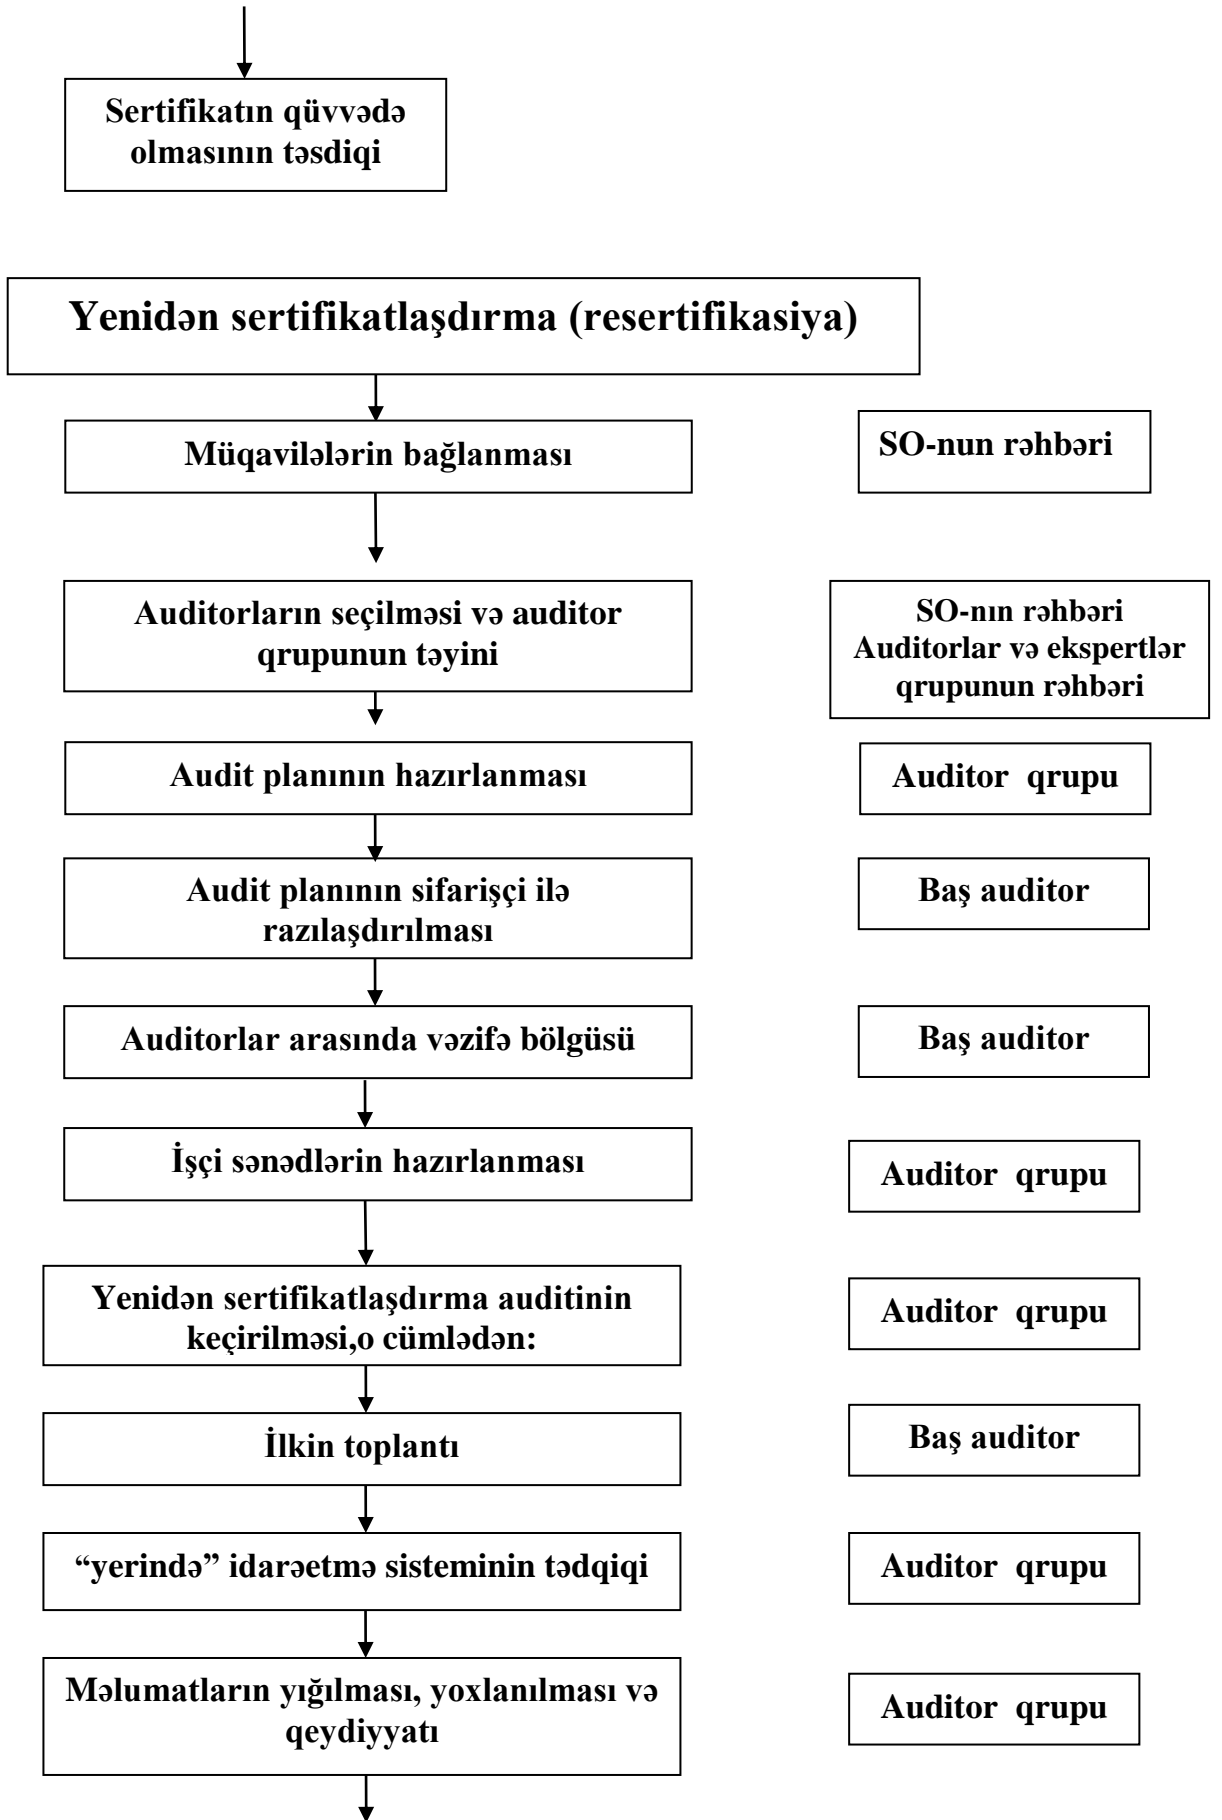 Sertifikatın qüvvədə
olmasının təsdiqi
Yenidən sertifikatlaşdırma (resertifikasiya)
Müqavilələrin bağlanması
SO-nun rəhbəri
Auditorların seçilməsi və auditor
qrupunun təyini
SO-nın rəhbəri
Auditorlar və ekspertlər
qrupunun rəhbəri
Audit planının hazırlanması
Auditor qrupu
Audit planının sifarişçi ilə
razılaşdırılması
Baş auditor
Auditorlar arasında vəzifə bölgüsü
Baş auditor
İşçi sənədlərin hazırlanması
Auditor qrupu
Yenidən sertifikatlaşdırma auditinin
keçirilməsi,o cümlədən:
Auditor qrupu
İlkin toplantı
Baş auditor
“yerində” idarəetmə sisteminin tədqiqi
Auditor qrupu
Məlumatların yığılması, yoxlanılması və
qeydiyyatı
Auditor qrupu